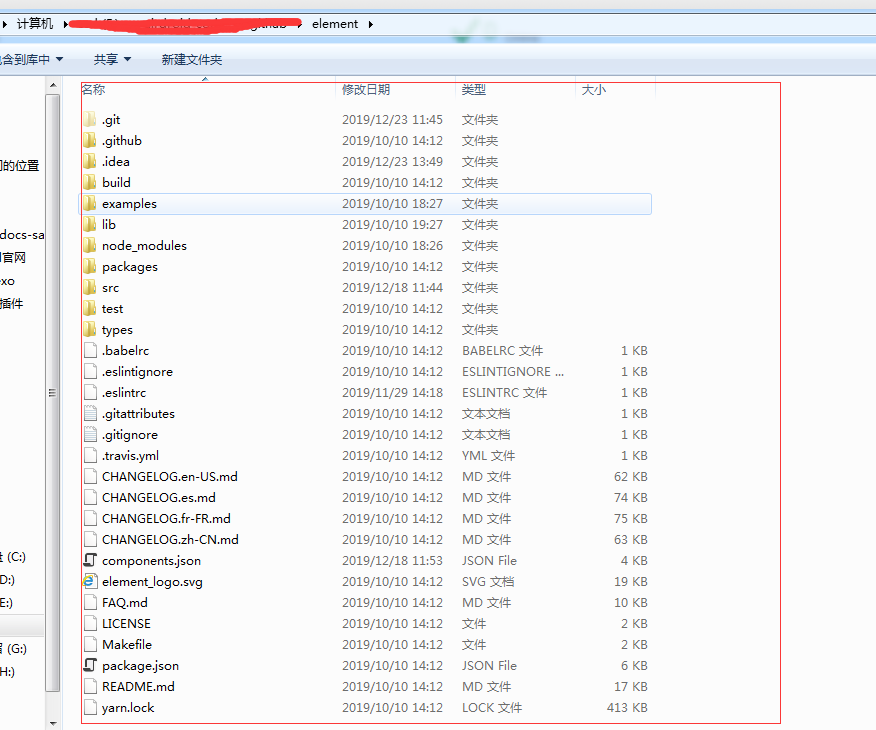 计算机 element
含到库中 共享 新建文件夹
名称 修改日期 类型 大小
.git 2019/12/23 11:45 文件夹
.github 2019/10/10 14:12 文件夹
.idea 2019/12/23 13:49 文件夹
的位置
build 2019/10/10 14:12 文件夹
examples 2019/10/10 18:27 文件夹
lib 2019/10/10 19:27 文件夹
docs-sa
node_modules 2019/10/10 18:26 文件夹
官网
packages 2019/10/10 14:12 文件夹
exo
src 2019/12/18 11:44 文件夹
插件
test 2019/10/10 14:12 文件夹
types 2019/10/10 14:12 文件夹
.babelrc 2019/10/10 14:12 BABELRC 文件 1 KB
.eslintignore 2019/10/10 14:12 ESLINTIGNORE ... 1 KB
.eslintrc 2019/11/29 14:18 ESLINTRC 文件 1 KB
.gitattributes 2019/10/10 14:12 文本文档 1 KB
.gitignore 2019/10/10 14:12 文本文档 1 KB
.travis.yml 2019/10/10 14:12 YML 文件 1 KB
CHANGELOG.en-US.md 2019/10/10 14:12 MD 文件 62 KB
CHANGELOG.es.md 2019/10/10 14:12 MD 文件 74 KB
CHANGELOG.fr-FR.md 2019/10/10 14:12 MD 文件 75 KB
CHANGELOG.zh-CN.md 2019/10/10 14:12 MD 文件 63 KB
(C:)
components.json 2019/12/18 11:53 JSON File 4 KB
D:)
element_logo.svg 2019/10/10 14:12 SVG 文档 19 KB
E:)
FAQ.md 2019/10/10 14:12 MD 文件 10 KB
LICENSE 2019/10/10 14:12 文件 2 KB
Makefile 2019/10/10 14:12 文件 2 KB
(G:)
package.json 2019/10/10 14:12 JSON File 6 KB
H:)
README.md 2019/10/10 14:12 MD 文件 17 KB
yarn.lock 2019/10/10 14:12 LOCK 文件 413 KB